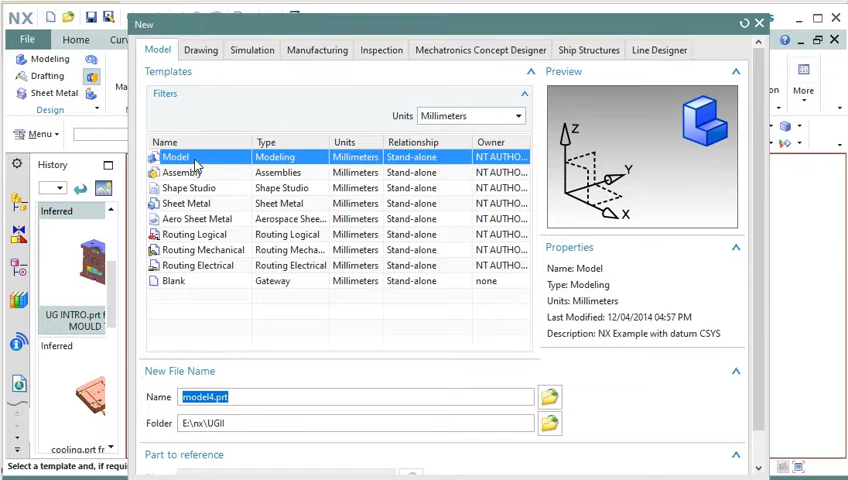 NX
New
File
Home
Curv
Model
Drawing
Simulation
Manufacturing
Inspection
Mechatronics Concept Designer
Ship Structures
Line Designer
Modeling
Drafting
Sheet Metal
Design
Menu
Templates
Filters
Units Millimeters
Name Type Units Relationship Owner
Model Modeling Millimeters Stand-alone NT AUTHO...
Assembly Assemblies Millimeters Stand-alone NT AUTHO...
Shape Studio Shape Studio Millimeters Stand-alone NT AUTHO...
Sheet Metal Sheet Metal Millimeters Stand-alone NT AUTHO...
Aero Sheet Metal Aerospace Shee... Millimeters Stand-alone NT AUTHO...
Routing Logical Routing Logical Millimeters Stand-alone NT AUTHO...
Routing Mechanical Routing Mecha... Millimeters Stand-alone NT AUTHO...
Routing Electrical Routing Electrical Millimeters Stand-alone NT AUTHO...
Blank Gateway Millimeters Stand-alone none
Preview
Z
Y
X
Properties
Name: Model
Type: Modeling
Units: Millimeters
Last Modified: 12/04/2014 04:57 PM
Description: NX Example with datum CSYS
New File Name
Name model4.prt
Folder E:\nx\UGII
Part to reference
History
Inferred
UG INTRO.prt fr
MOULD T
Inferred
cooling.prt fr
Select a template and, if requir
More